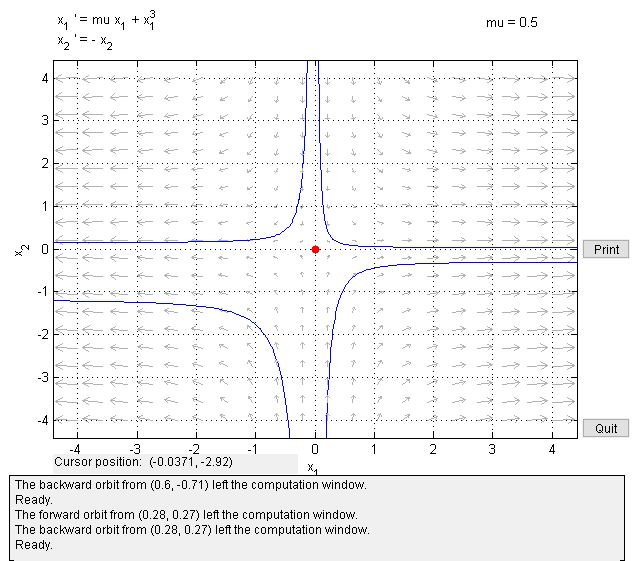 x₁ ' = mu x₁ + x₁³
mu = 0.5
x₂ ' = - x₂
4
3
2
1
0
-1
-2
-3
-4
x₂
Print
Quit
-4 -3 -2 -1 0 1 2 3 4
Cursor position: (-0.0371, -2.92)
x₁
The backward orbit from (0.6, -0.71) left the computation window.
Ready.
The forward orbit from (0.28, 0.27) left the computation window.
The backward orbit from (0.28, 0.27) left the computation window.
Ready.